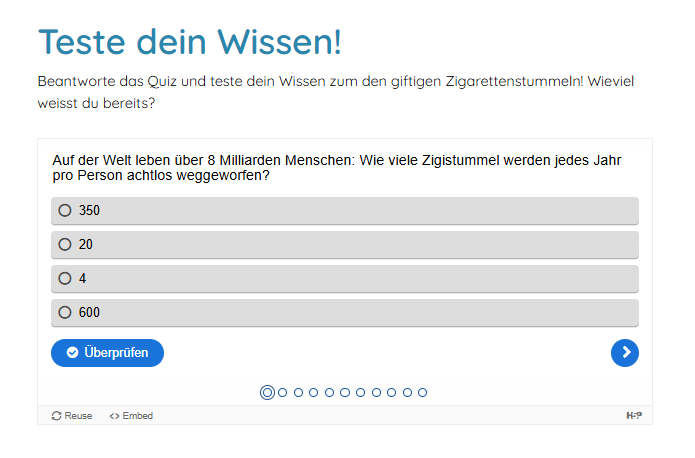 Teste dein Wissen!
Beantworte das Quiz und teste dein Wissen zum den giftigen Zigarettenstummeln! Wieviel
weisst du bereits?
Auf der Welt leben über 8 Milliarden Menschen: Wie viele Zigistummel werden jedes Jahr
pro Person achtlos weggeworfen?
350
20
4
600
Überprüfen
Reuse <> Embed
H5P